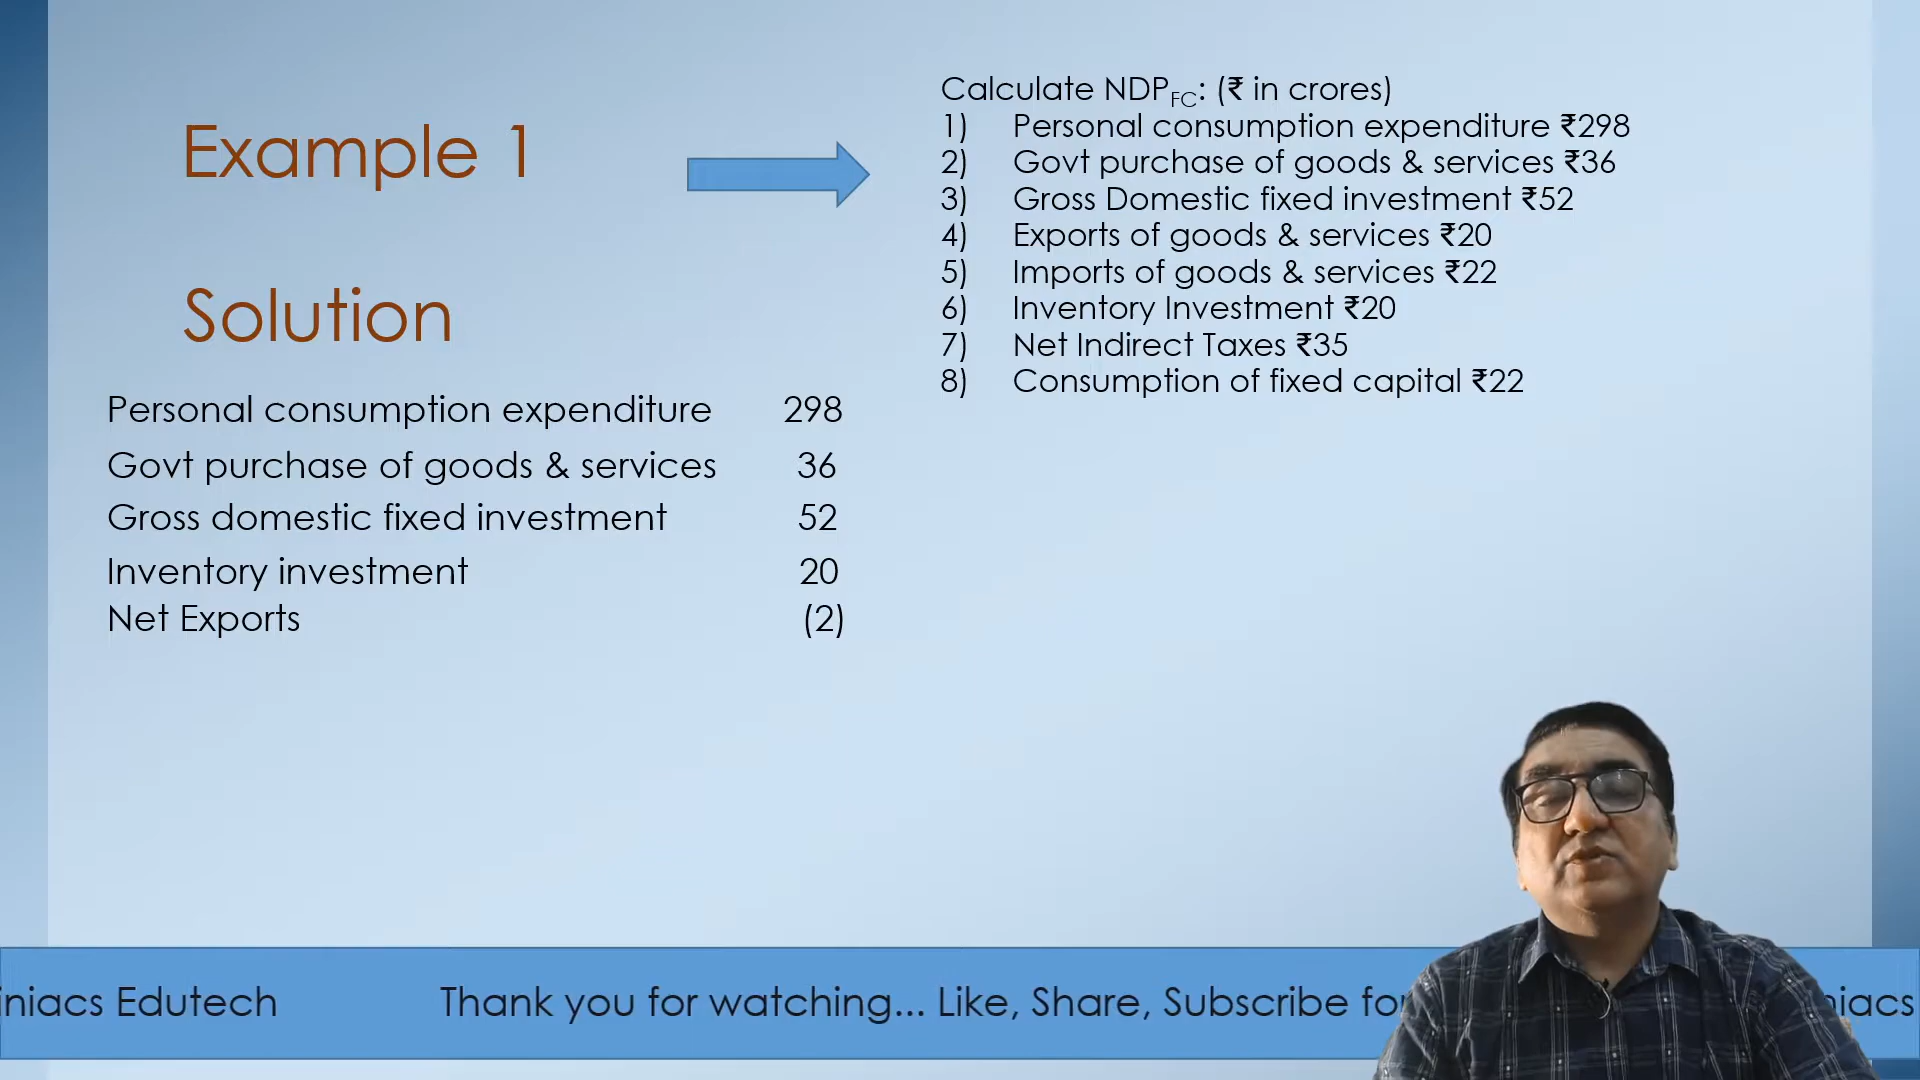 Example 1
Solution
Calculate NDPFC: (₹ in crores)
1) Personal consumption expenditure ₹298
2) Govt purchase of goods & services ₹36
3) Gross Domestic fixed investment ₹52
4) Exports of goods & services ₹20
5) Imports of goods & services ₹22
6) Inventory Investment ₹20
7) Net Indirect Taxes ₹35
8) Consumption of fixed capital ₹22
Personal consumption expenditure 298
Govt purchase of goods & services 36
Gross domestic fixed investment 52
Inventory investment 20
Net Exports (2)
iniacs Edutech Thank you for watching... Like, Share, Subscribe fo niacs